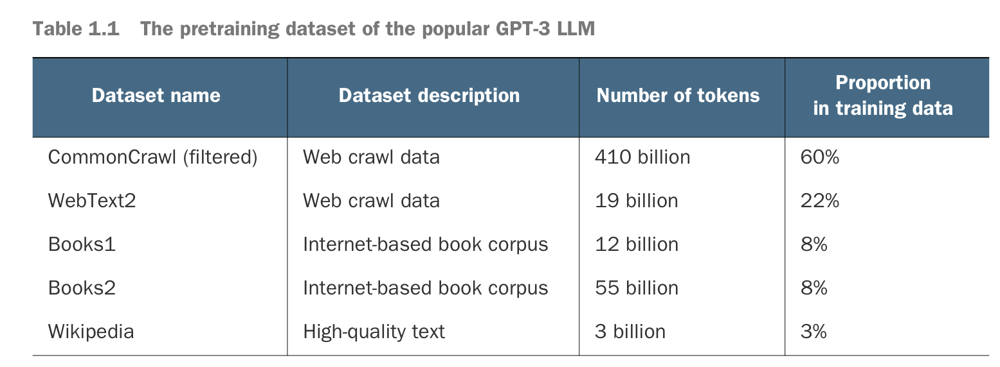 Table 1.1 The pretraining dataset of the popular GPT-3 LLM
Dataset name Dataset description Number of tokens Proportion in training data
CommonCrawl (filtered) Web crawl data 410 billion 60%
WebText2 Web crawl data 19 billion 22%
Books1 Internet-based book corpus 12 billion 8%
Books2 Internet-based book corpus 55 billion 8%
Wikipedia High-quality text 3 billion 3%